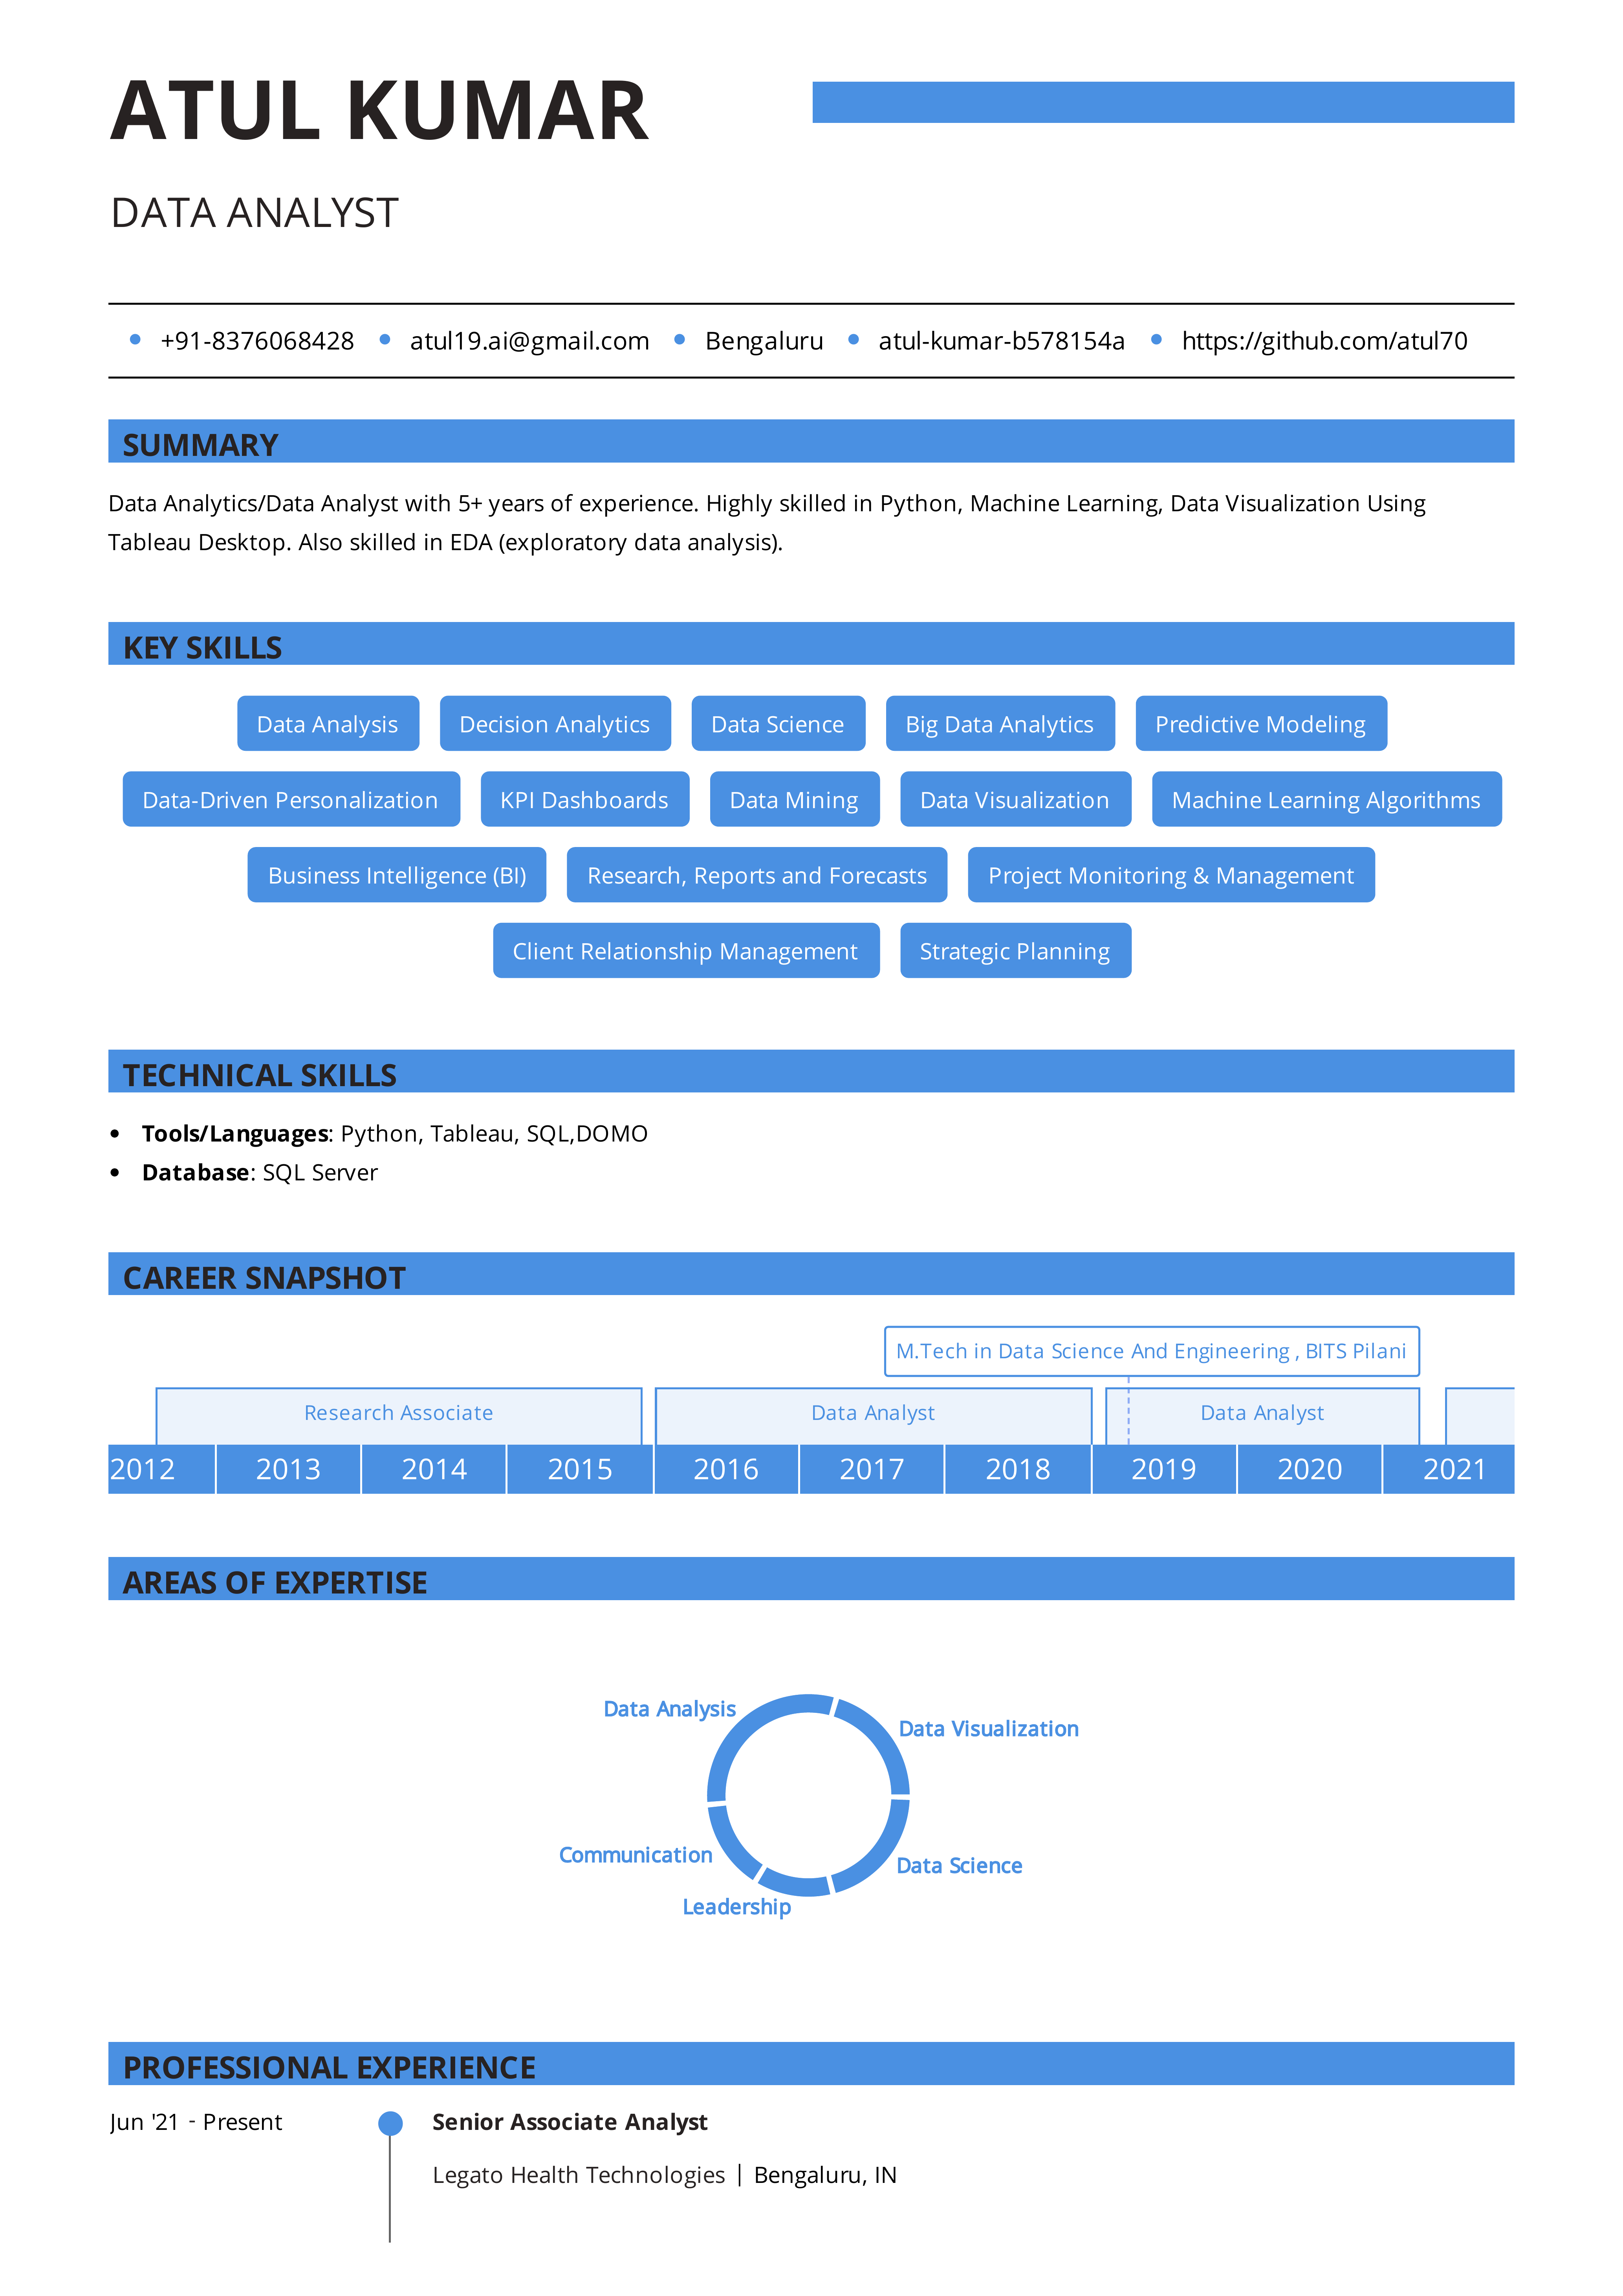 ATUL KUMAR
DATA ANALYST
+91-8376068428 atul19.ai@gmail.com Bengaluru atul-kumar-b578154a https://github.com/atul70
SUMMARY
Data Analytics/Data Analyst with 5+ years of experience. Highly skilled in Python, Machine Learning, Data Visualization Using
Tableau Desktop. Also skilled in EDA (exploratory data analysis).
KEY SKILLS
Data Analysis Decision Analytics Data Science Big Data Analytics Predictive Modeling
Data-Driven Personalization KPI Dashboards Data Mining Data Visualization Machine Learning Algorithms
Business Intelligence (BI) Research, Reports and Forecasts Project Monitoring & Management
Client Relationship Management Strategic Planning
TECHNICAL SKILLS
• Tools/Languages: Python, Tableau, SQL,DOMO
• Database: SQL Server
CAREER SNAPSHOT
M.Tech in Data Science And Engineering , BITS Pilani
Research Associate Data Analyst Data Analyst
2012 2013 2014 2015 2016 2017 2018 2019 2020 2021
AREAS OF EXPERTISE
Data Analysis
Data Visualization
Communication
Data Science
Leadership
PROFESSIONAL EXPERIENCE
Jun '21 - Present Senior Associate Analyst
Legato Health Technologies | Bengaluru, IN